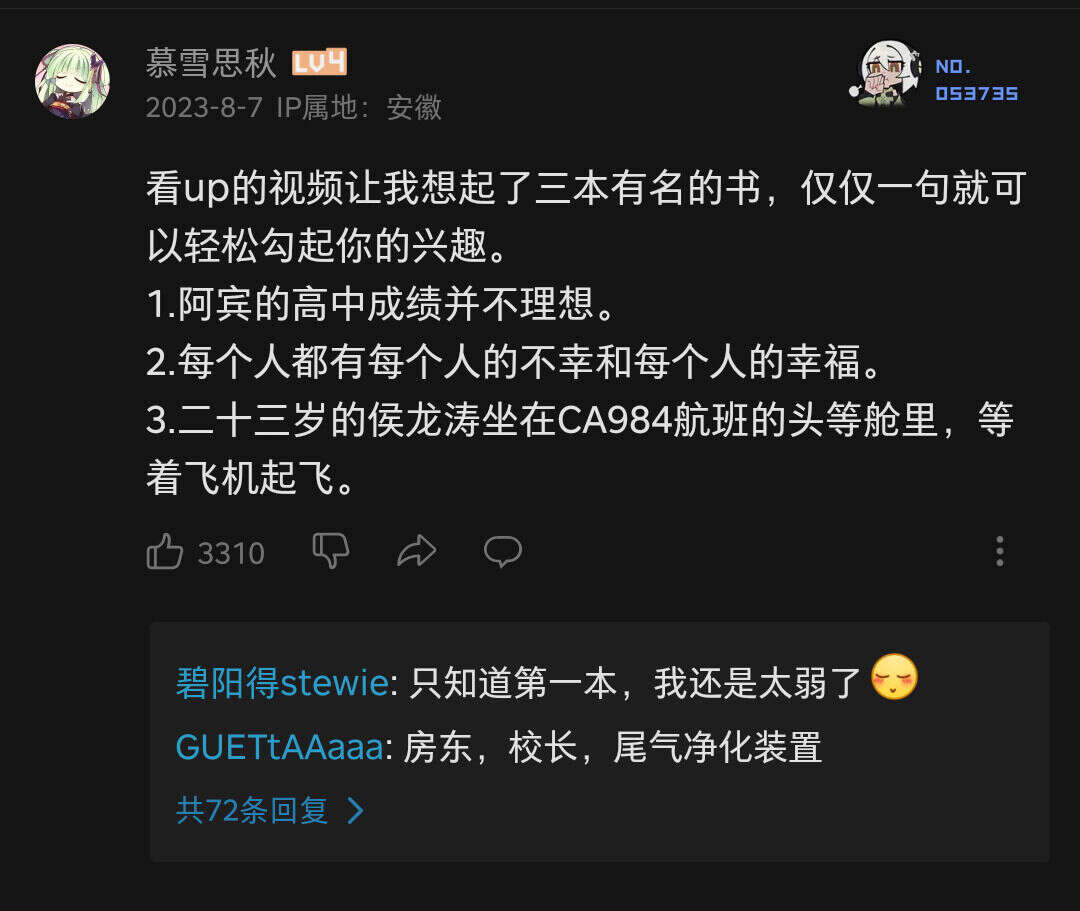 慕雪思秋 LV4
2023-8-7 IP属地：安徽
NO.
053735
看up的视频让我想起了三本有名的书，仅仅一句就可
以轻松勾起你的兴趣。
1.阿宾的高中成绩并不理想。
2.每个人都有每个人的不幸和每个人的幸福。
3.二十三岁的侯龙涛坐在CA984航班的头等舱里，等
着飞机起飞。
3310
碧阳得stewie: 只知道第一本，我还是太弱了
GUETtAAaaa: 房东，校长，尾气净化装置
共72条回复